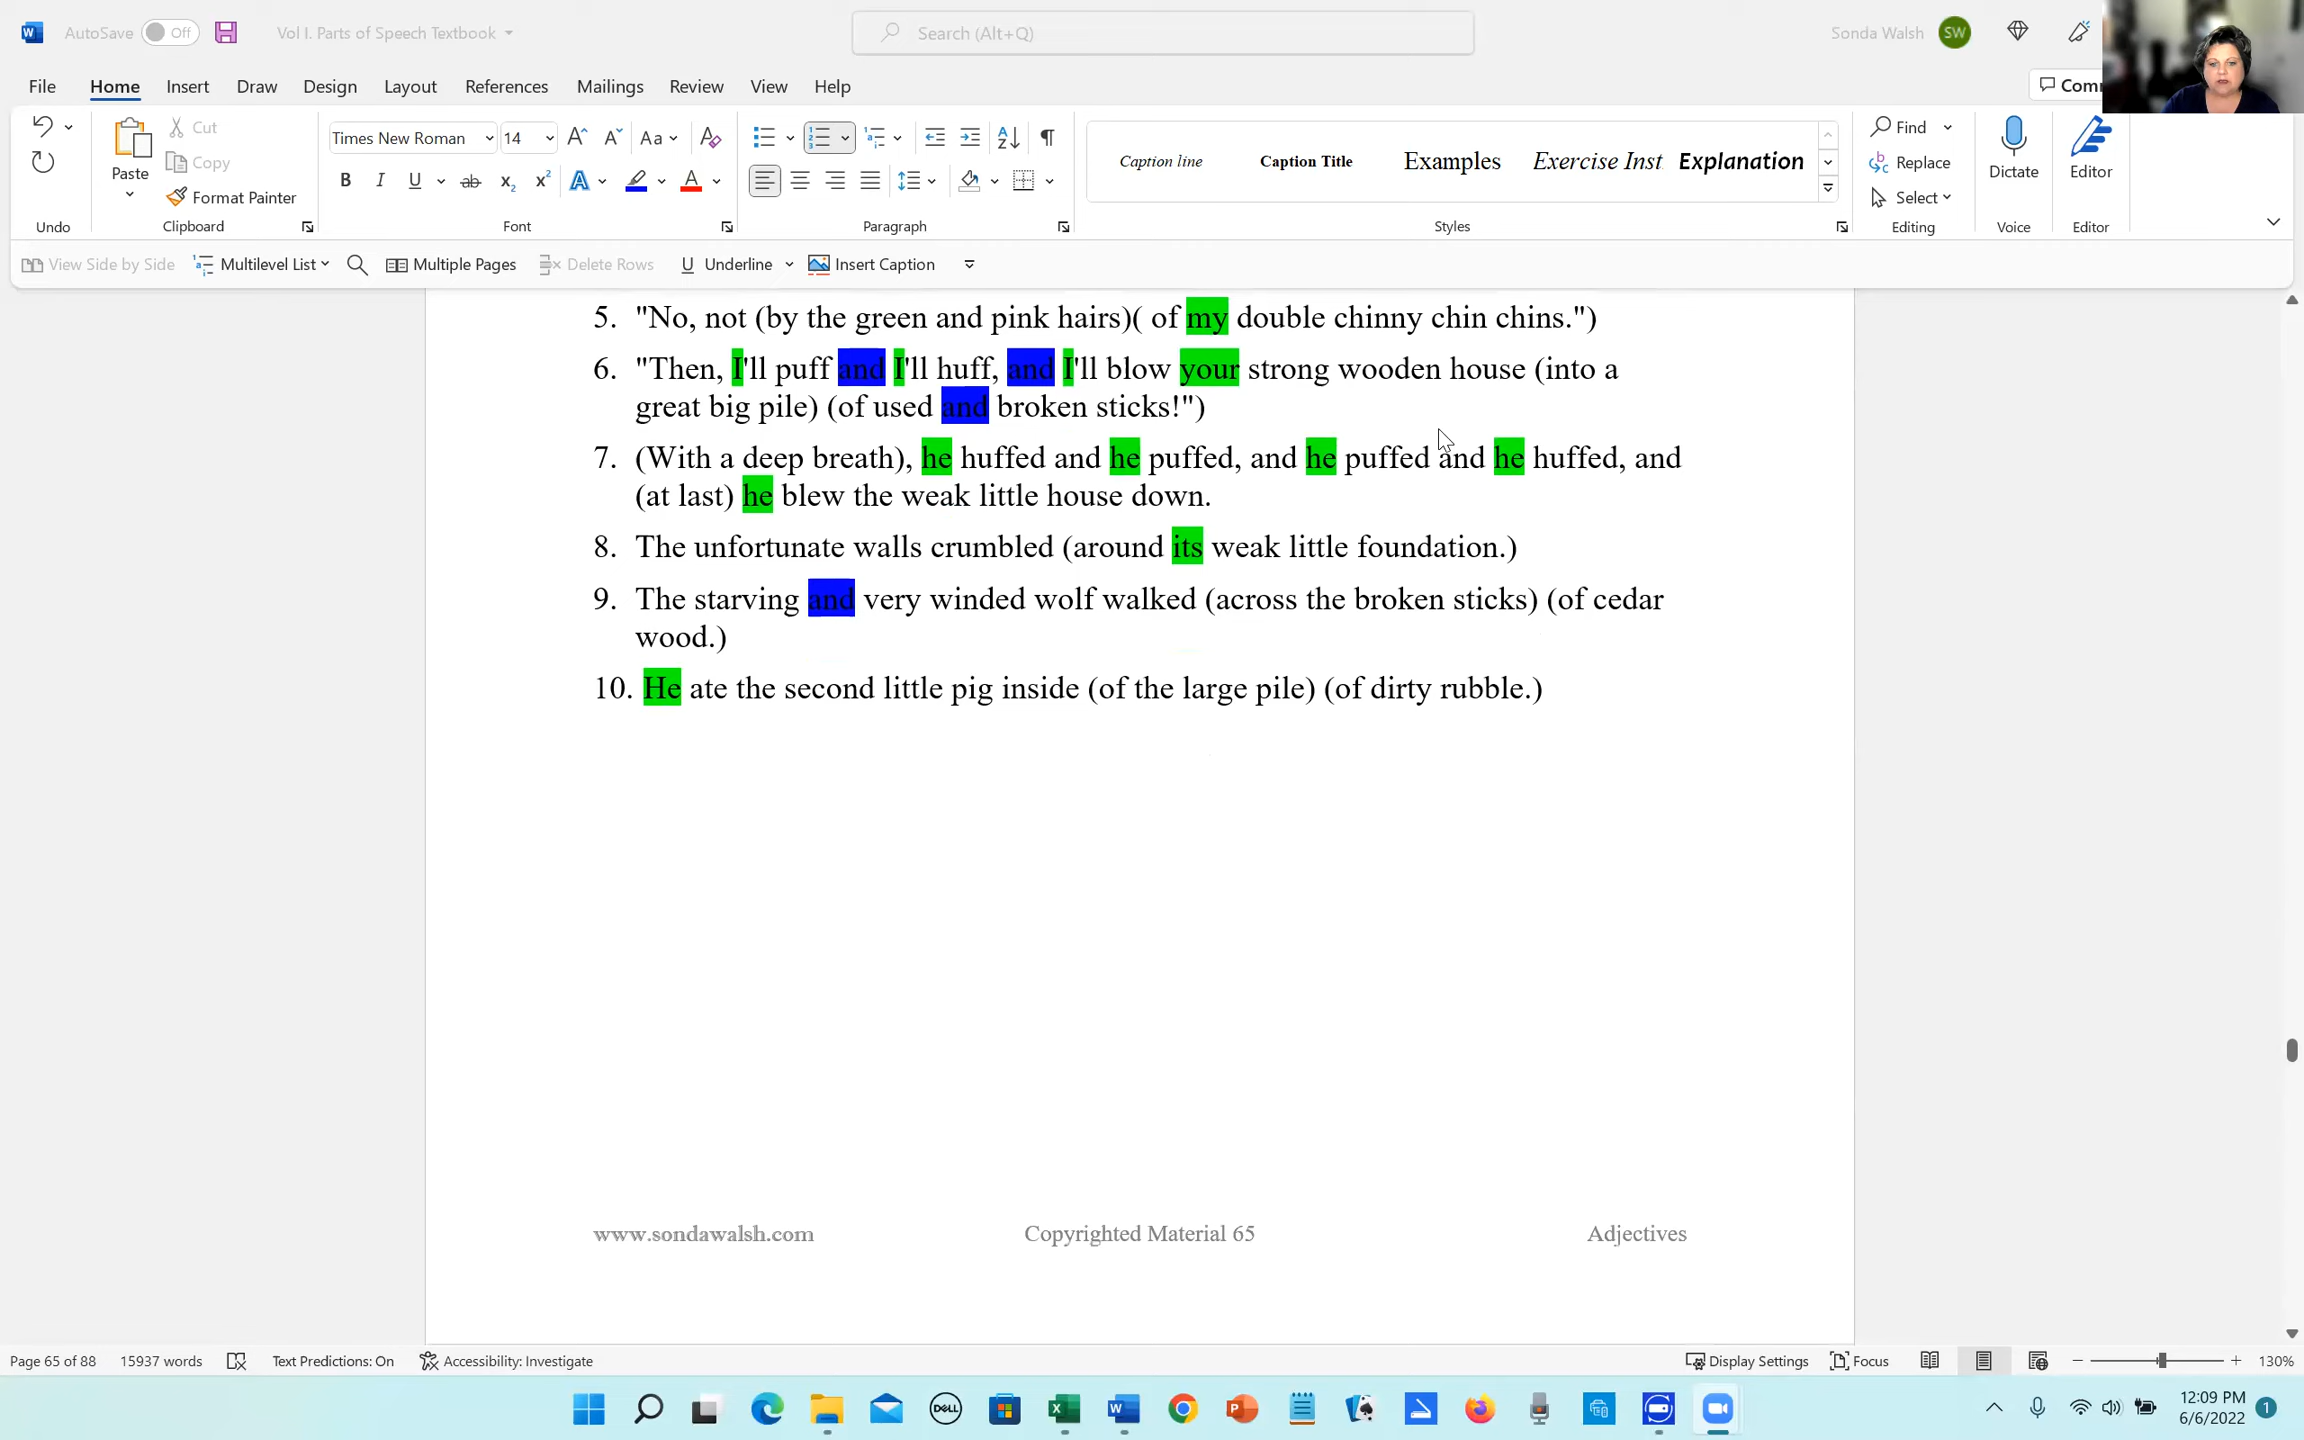 AutoSave Off Vol I. Parts of Speech Textbook Search (Alt+Q) Sonda Walsh SW
File Home Insert Draw Design Layout References Mailings Review View Help
Cut
Copy
Paste Format Painter
Times New Roman 14 Aa
Caption line Caption Title Examples Exercise Inst Explanation
Find
Replace
Select
Dictate Editor
Undo Clipboard Font Paragraph Styles Editing Voice Editor
View Side by Side Multilevel List Multiple Pages Delete Rows Underline Insert Caption
5. "No, not (by the green and pink hairs)( of my double chinny chin chins.")
6. "Then, I'll puff and I'll huff, and I'll blow your strong wooden house (into a
great big pile) (of used and broken sticks!")
7. (With a deep breath), he huffed and he puffed, and he puffed and he huffed, and
(at last) he blew the weak little house down.
8. The unfortunate walls crumbled (around its weak little foundation.)
9. The starving and very winded wolf walked (across the broken sticks) (of cedar
wood.)
10. He ate the second little pig inside (of the large pile) (of dirty rubble.)
www.sondawalsh.com Copyrighted Material 65 Adjectives
Page 65 of 88 15937 words Text Predictions: On Accessibility: Investigate Display Settings Focus 130%
12:09 PM
6/6/2022 1